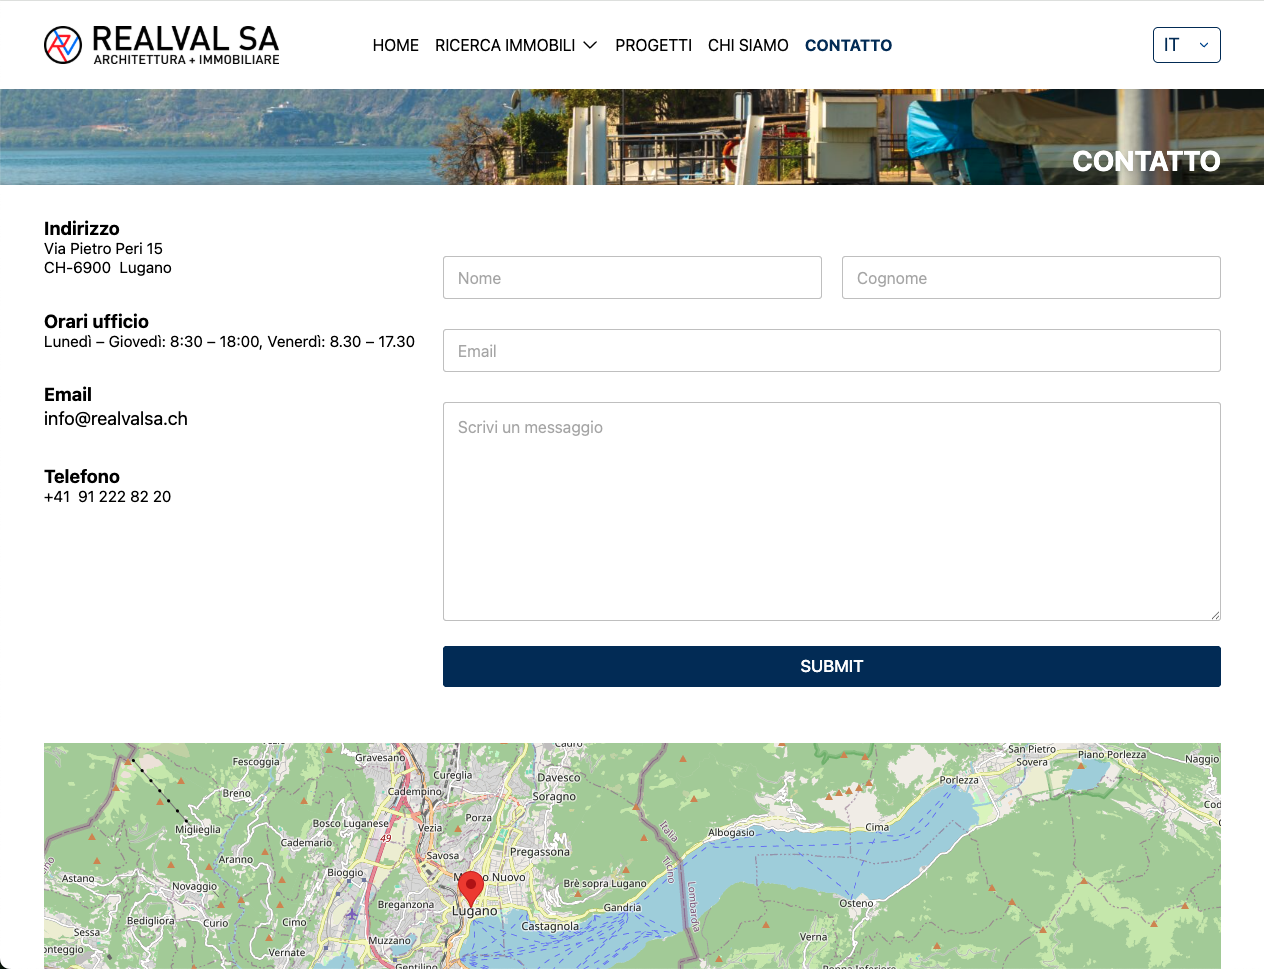 REALVAL SA
ARCHITETTURA + IMMOBILIARE
HOME
RICERCA IMMOBILI
PROGETTI
CHI SIAMO
CONTATTO
IT
CONTATTO
Indirizzo
Via Pietro Peri 15
CH-6900  Lugano
Orari ufficio
Lunedì – Giovedì: 8:30 – 18:00, Venerdì: 8.30 – 17.30
Email
info@realvalsa.ch
Telefono
+41  91 222 82 20
Nome
Cognome
Email
Scrivi un messaggio
SUBMIT
Gravesano
Cauro
San Pietro
Sovera
Piano Porlezza
Naggio
Fescoggia
Cureglia
Davesco
Soragno
Porlezza
Breno
Cadempino
Bosco Luganese
Vezia
Porza
Miglieglia
49
Cademario
Italia
Albogasio
Cima
Aranno
Savosa
Pregassona
Ticino
Astano
Bioggio
Nuovo
Brè sopra Lugano
Novaggio
Lombardia
Breganzona
Lugano
Gandria
Osteno
Bedigliora
Curio
Cimo
Castagnola
Sessa
Muzzano
Verna
Vernate
Gentilino